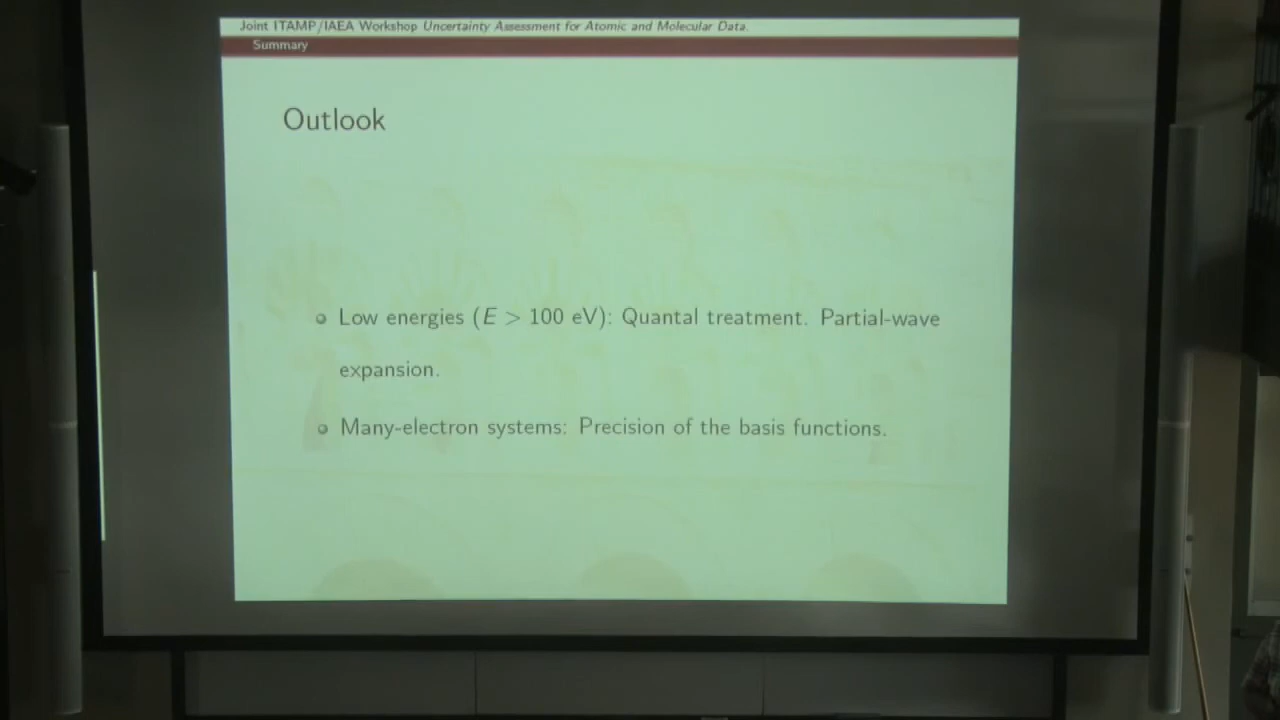 Joint ITAMP/IAEA Workshop Uncertainty Assessment for Atomic and Molecular Data.
Summary
Outlook
Low energies (E > 100 eV): Quantal treatment. Partial-wave
expansion.
Many-electron systems: Precision of the basis functions.